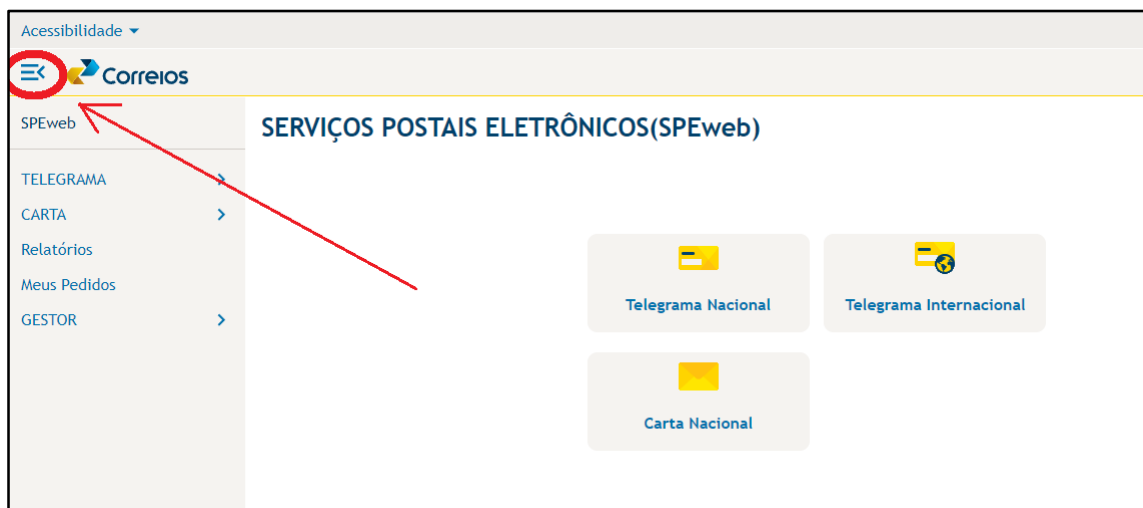 Acessibilidade
Correios
SPEweb
SERVIÇOS POSTAIS ELETRÔNICOS(SPEweb)
TELEGRAMA
CARTA
Relatórios
Meus Pedidos
GESTOR
Telegrama Nacional
Telegrama Internacional
Carta Nacional